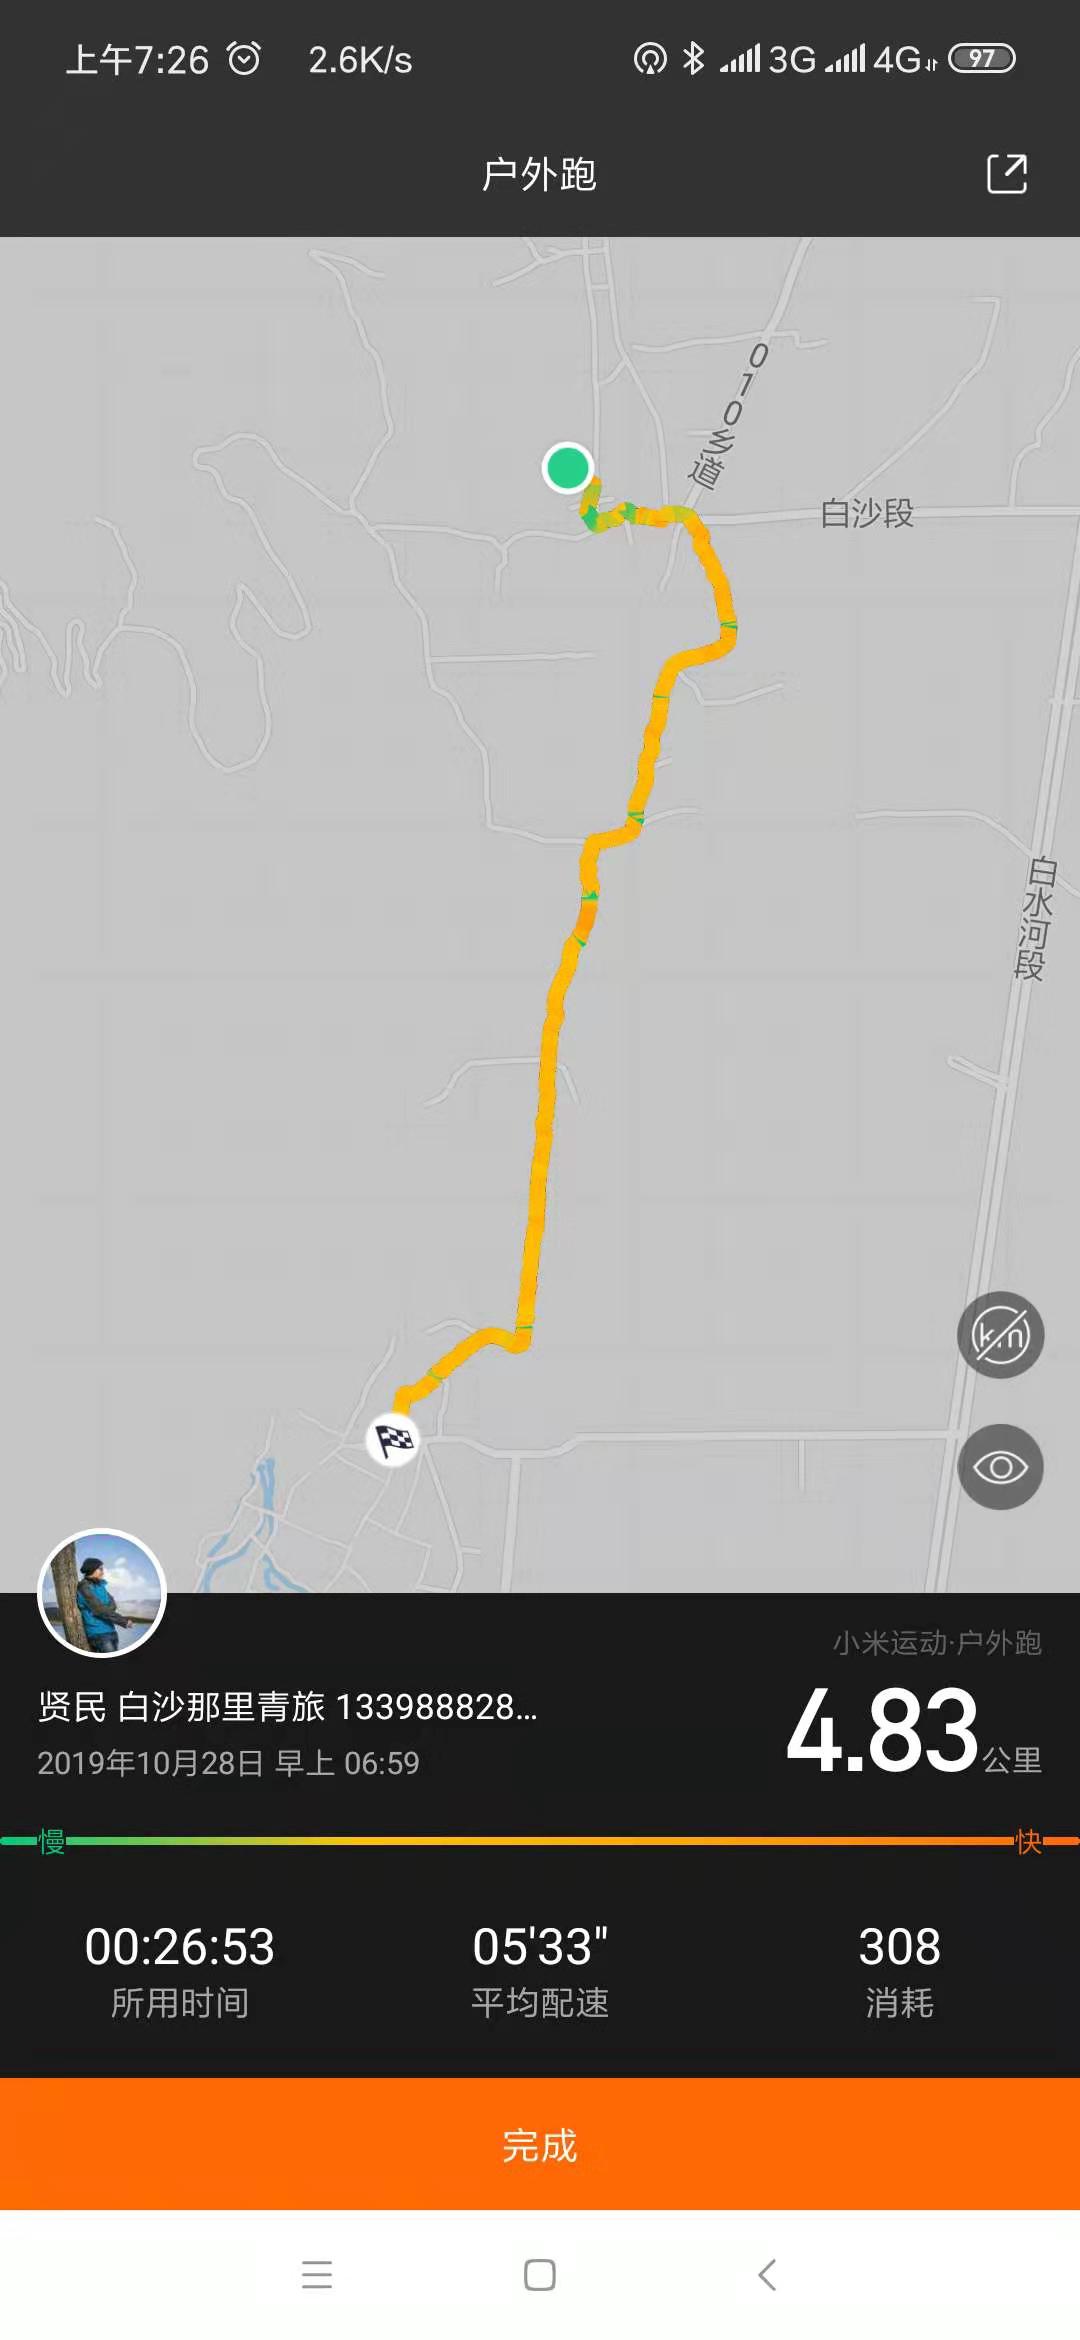 上午7:26 2.6K/s 3G 4G 97
户外跑
010乡道
白沙段
白水河段
km
小米运动·户外跑
贤民 白沙那里青旅 133988828...
4.83公里
2019年10月28日 早上 06:59
慢 快
00:26:53 05'33" 308
所用时间 平均配速 消耗
完成